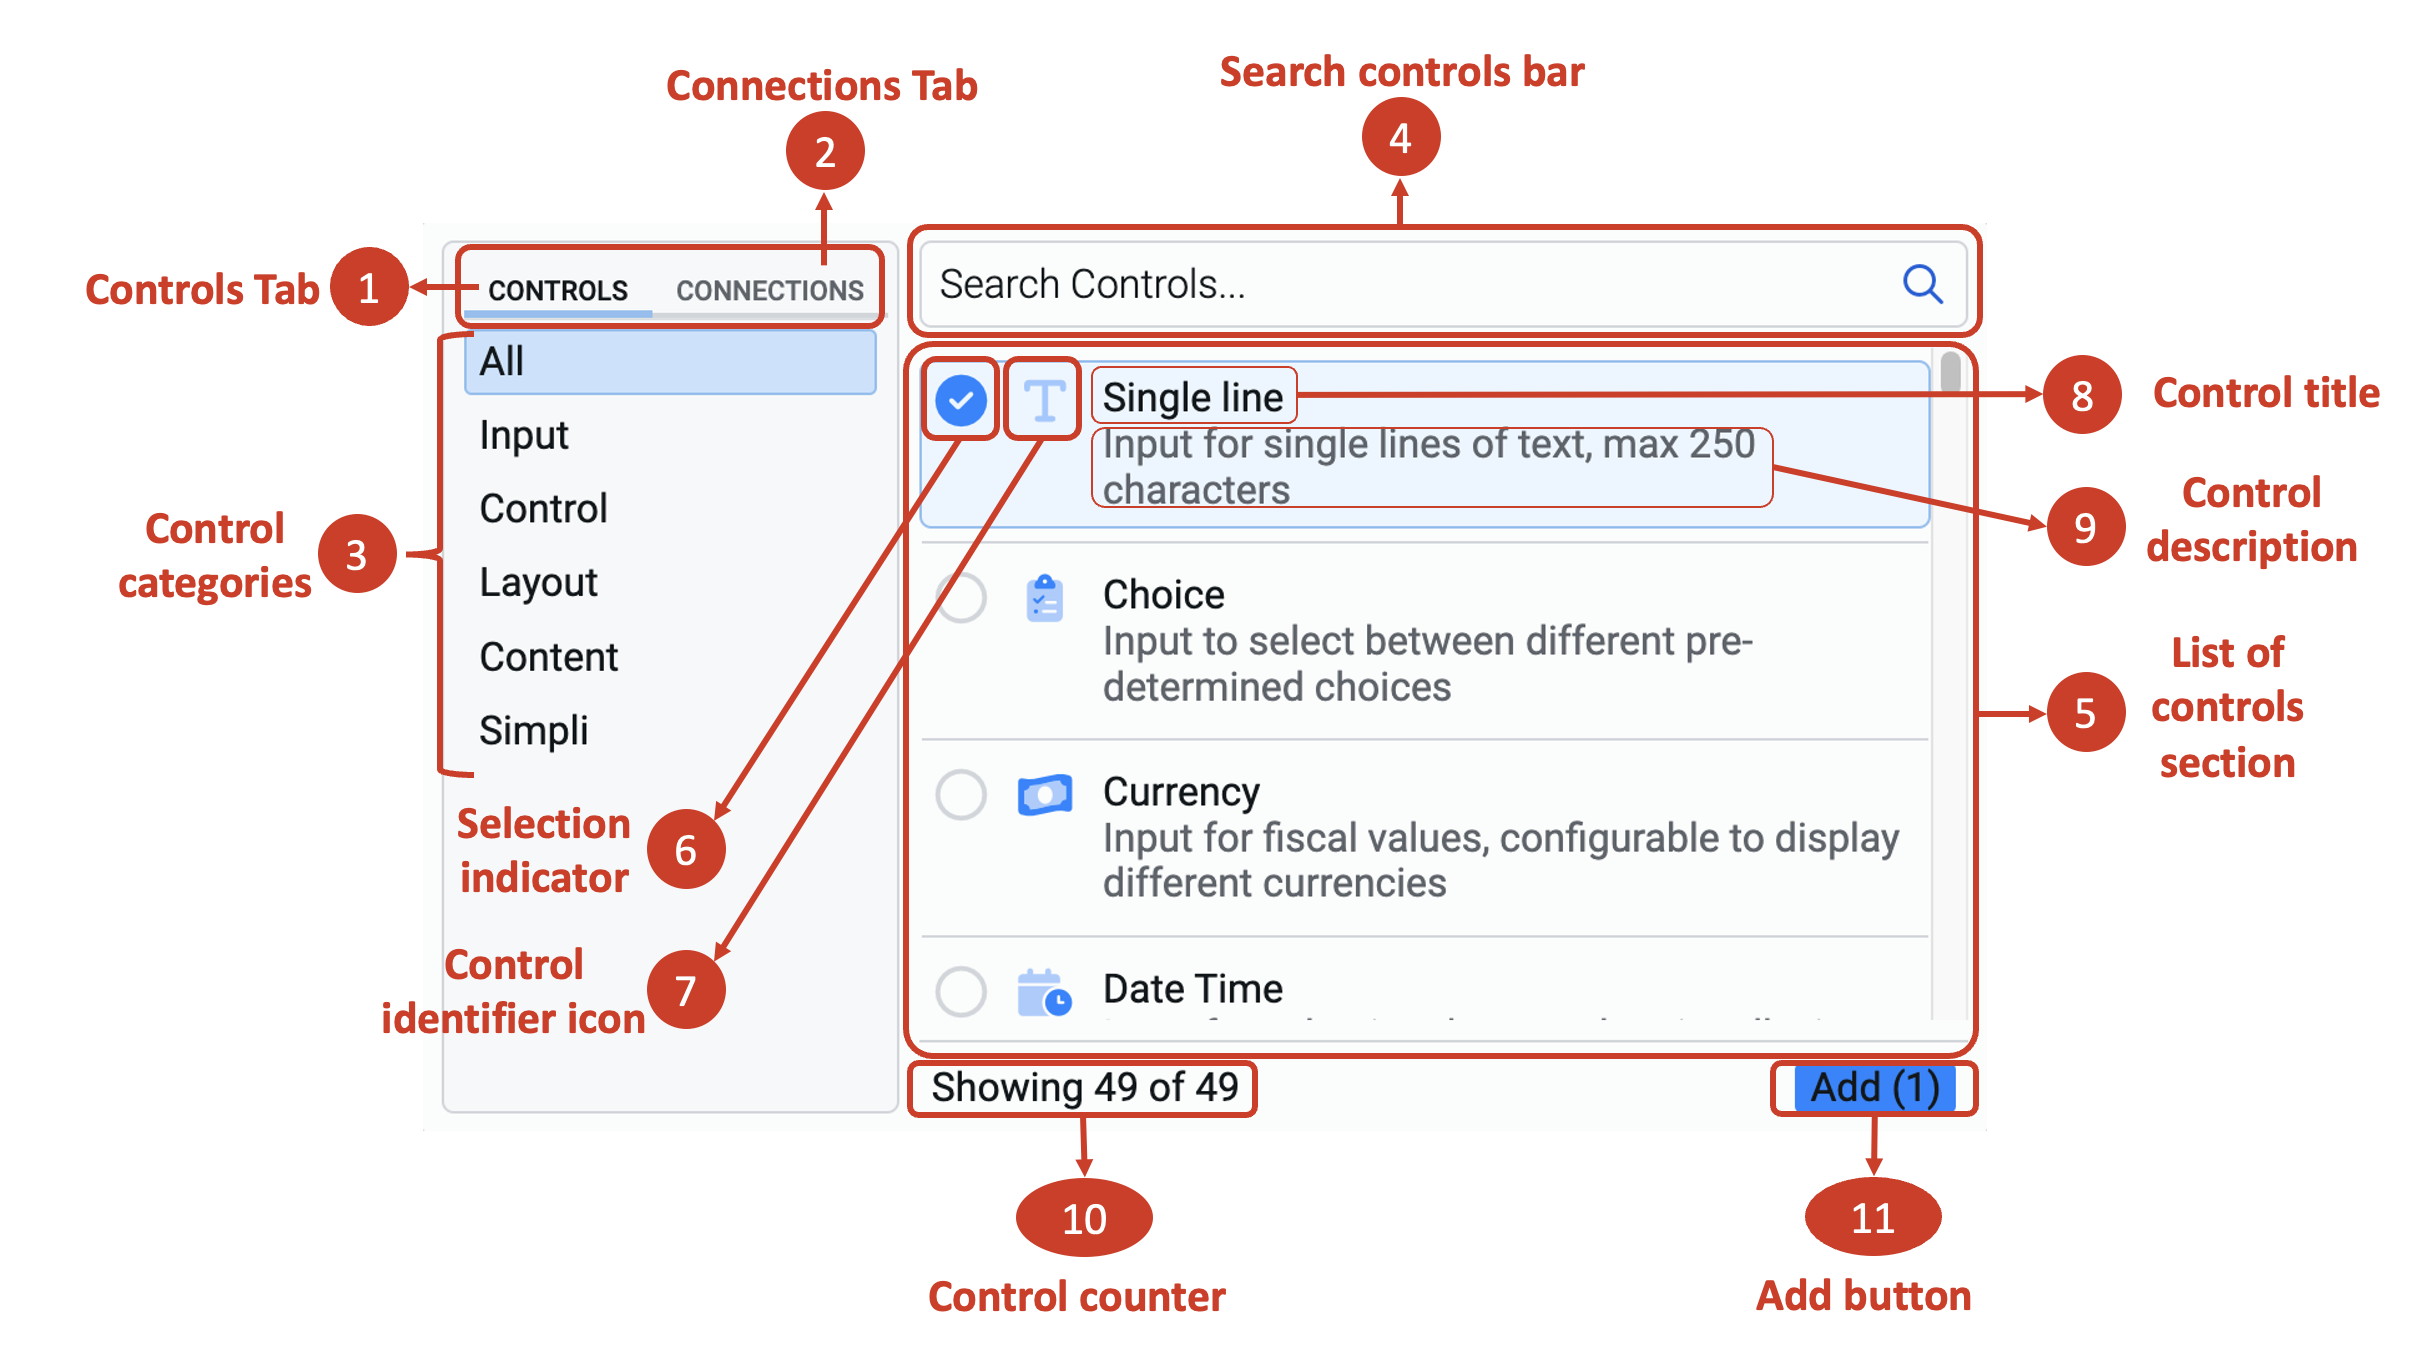 Connections Tab
2
Search controls bar
4
Controls Tab
1
CONTROLS
CONNECTIONS
Search Controls...
All
Input
Control
Layout
Content
Simpli
Control
categories
3
Single line
Input for single lines of text, max 250
characters
Choice
Input to select between different pre-
determined choices
Currency
Input for fiscal values, configurable to display
different currencies
Date Time
8
Control title
9
Control
description
5
List of
controls
section
Selection
indicator
6
Control
identifier icon
7
Showing 49 of 49
Add (1)
10
Control counter
11
Add button